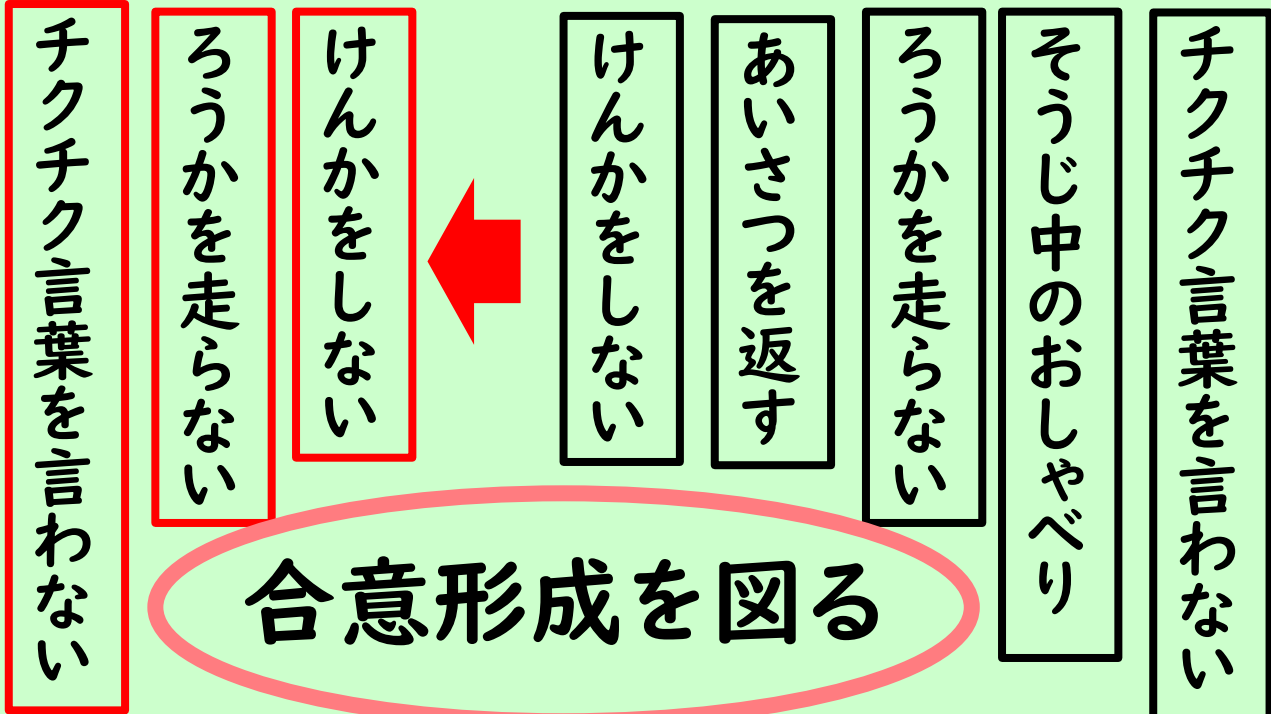 チクチク言葉を言わない
そうじ中のおしゃべり
ろうかを走らない
あいさつを返す
けんかをしない
けんかをしない
ろうかを走らない
チクチク言葉を言わない
合意形成を図る